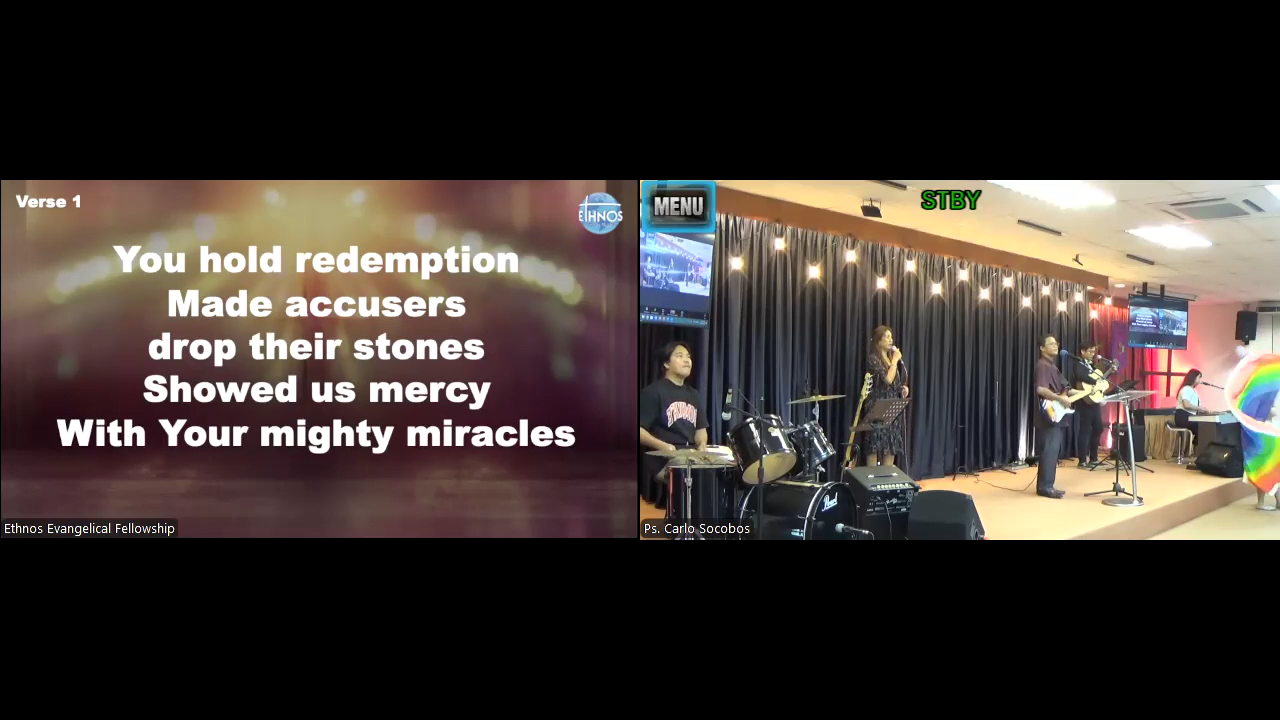 Verse 1
ETHNOS
You hold redemption
Made accusers
drop their stones
Showed us mercy
With Your mighty miracles
Ethnos Evangelical Fellowship
MENU
STBY
Pearl
Ps. Carlo Socobos